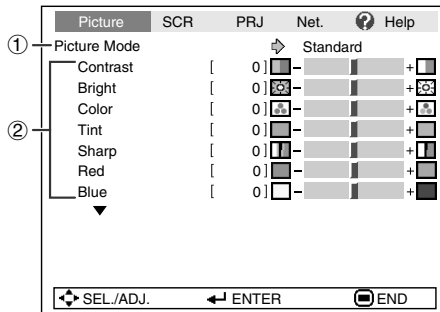 Picture SCR PRJ Net. ? Help
① Picture Mode Standard
② Contrast [ 0 ] – +
Bright [ 0 ] – +
Color [ 0 ] – +
Tint [ 0 ] – +
Sharp [ 0 ] – +
Red [ 0 ] – +
Blue [ 0 ] – +
SEL./ADJ. ENTER END